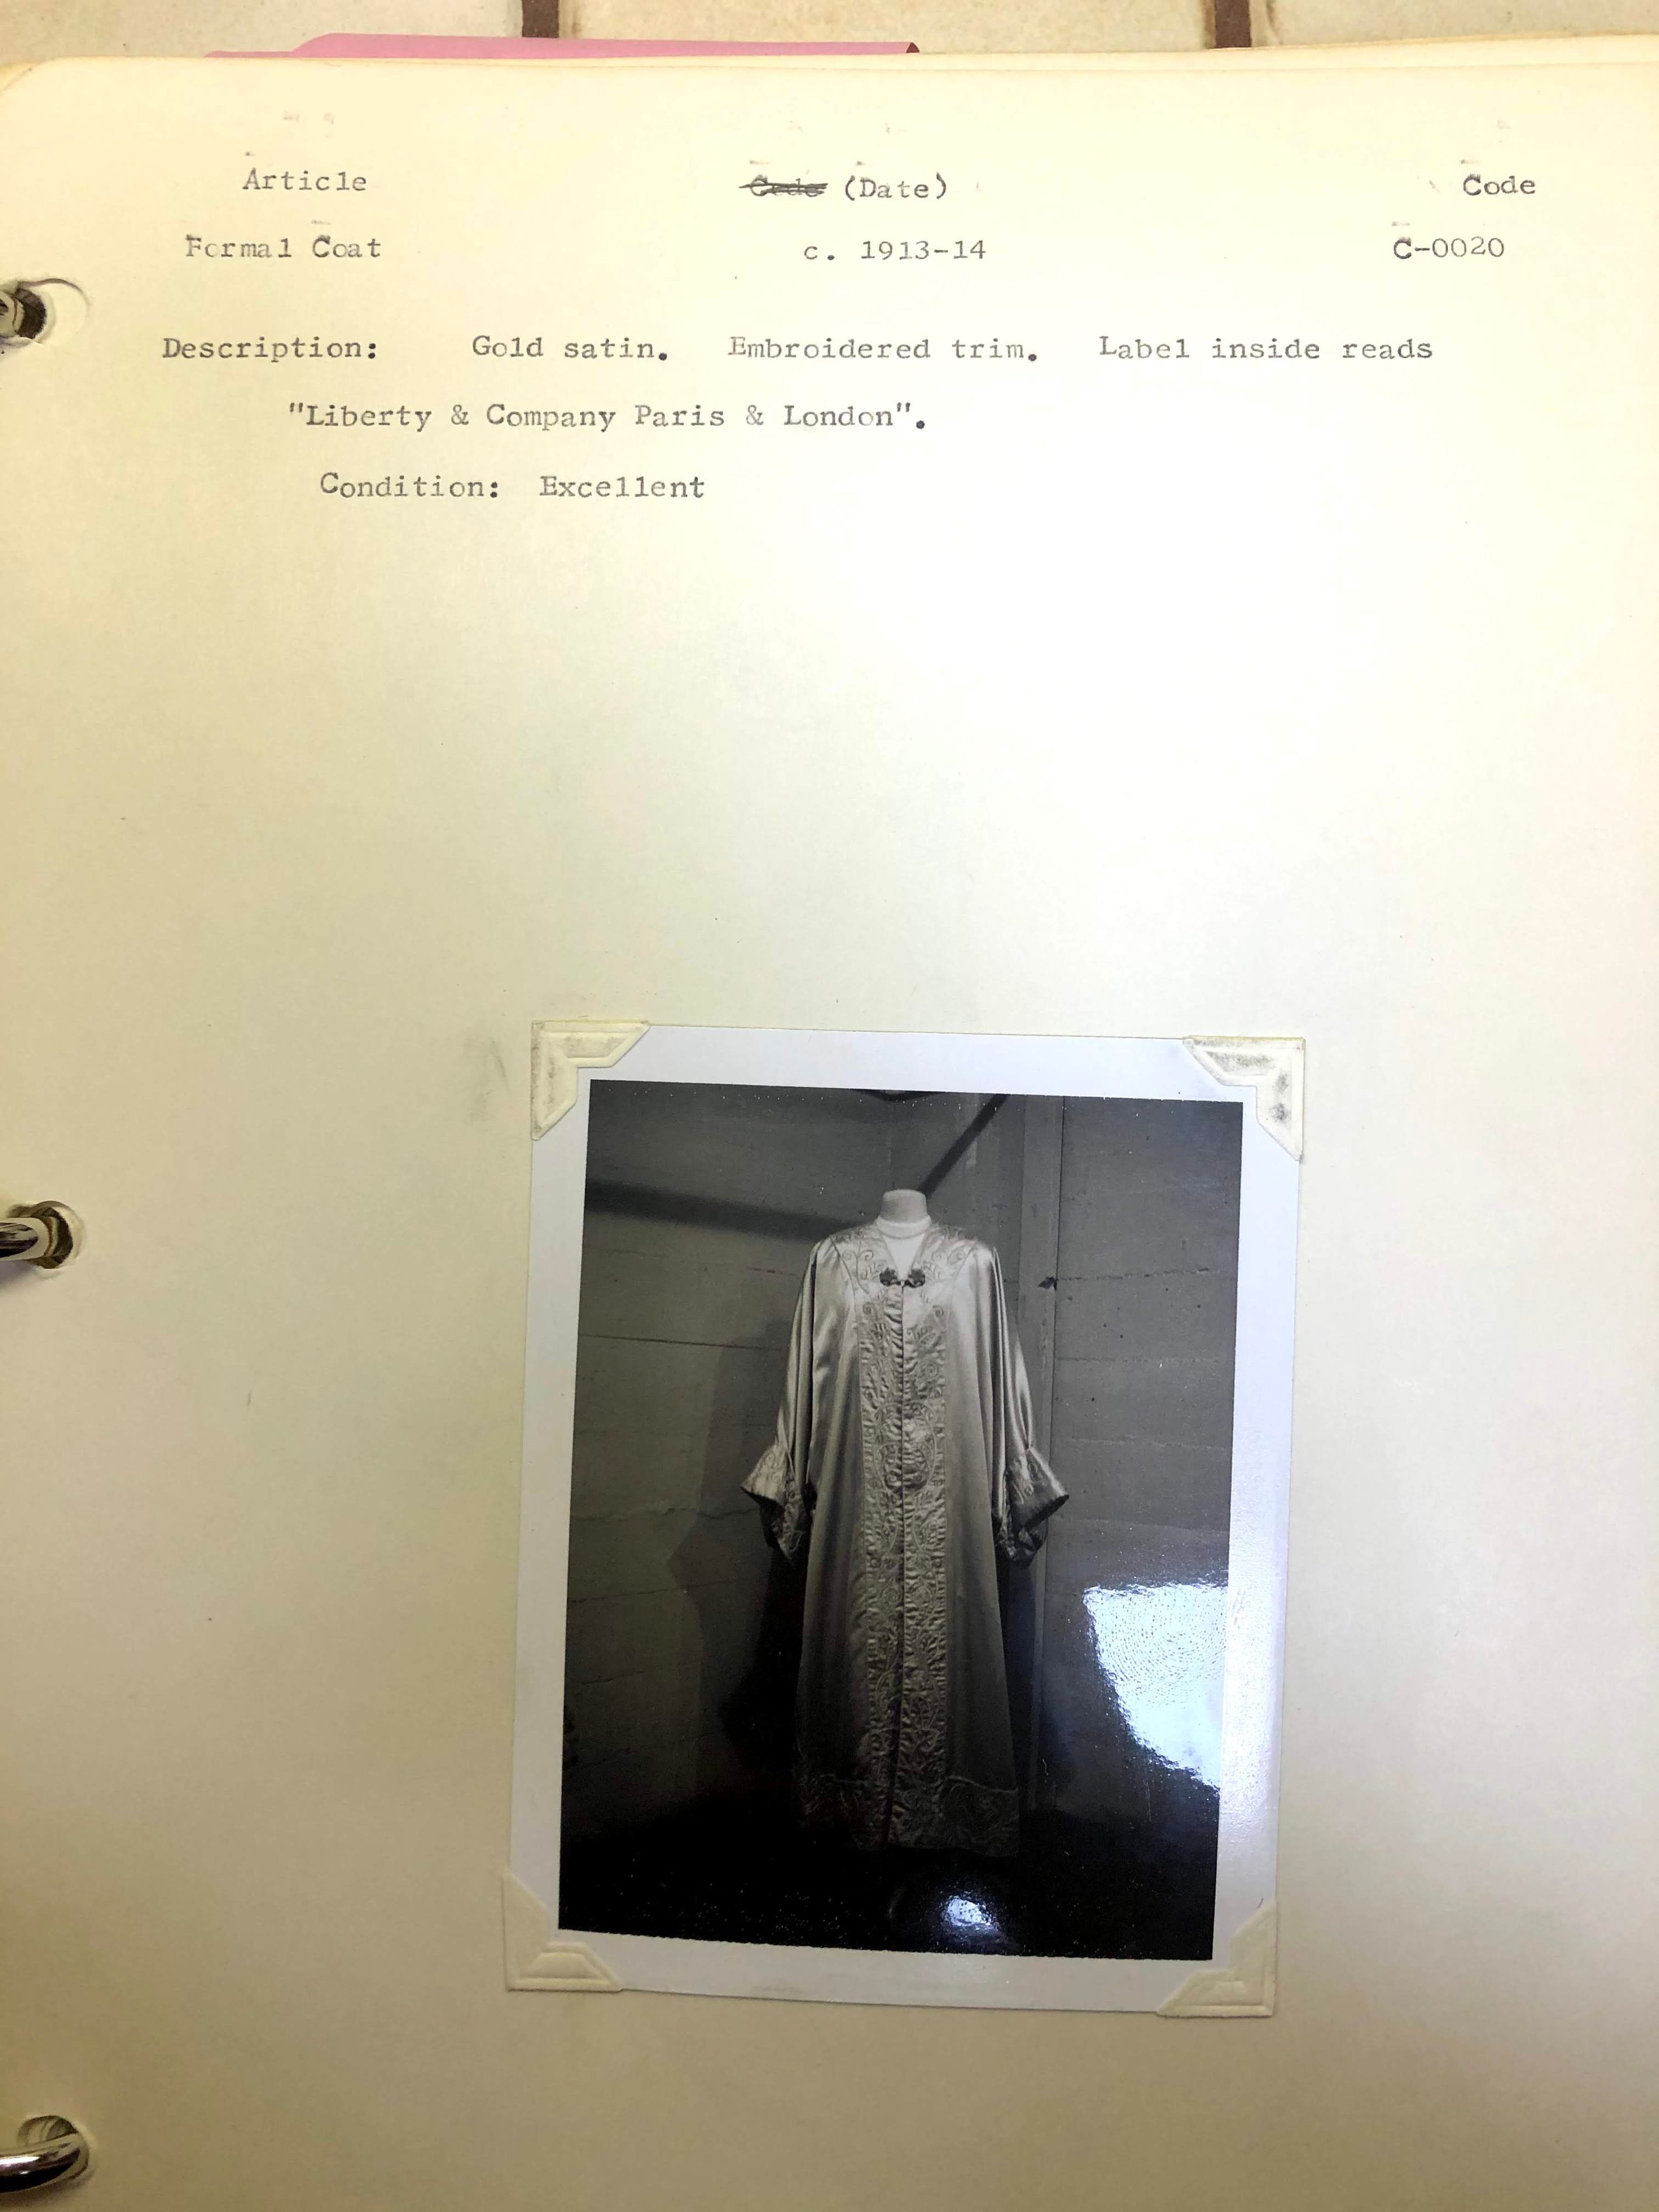 Article Code (Date) Code
Formal Coat c. 1913-14 C-0020
Description: Gold satin. Embroidered trim. Label inside reads
"Liberty & Company Paris & London".
Condition: Excellent